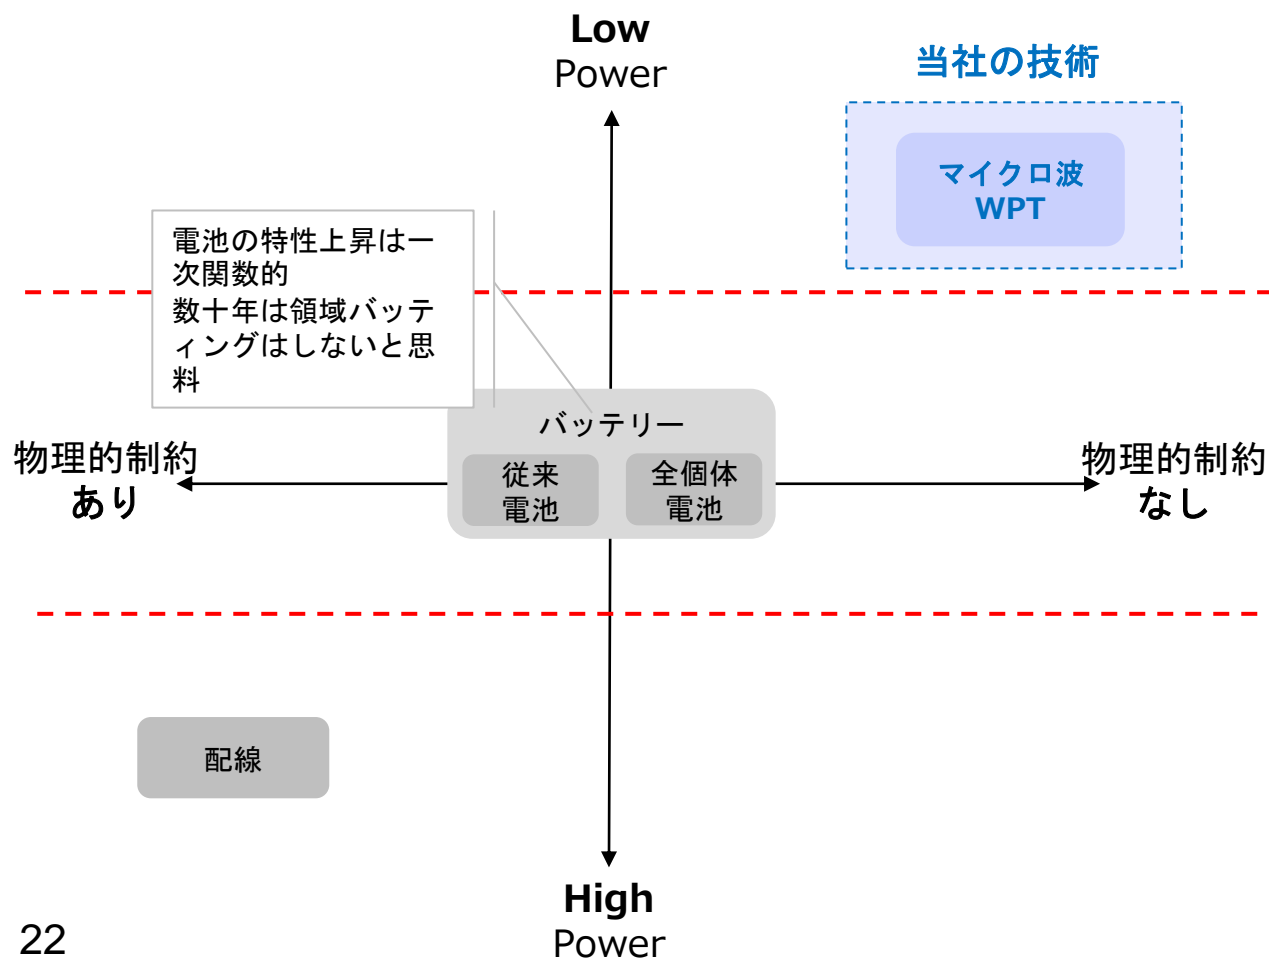 Low
Power
当社の技術
マイクロ波
WPT
電池の特性上昇は一
次関数的
数十年は領域バッテ
ィングはしないと思
料
バッテリー
従来
電池
全個体
電池
物理的制約
あり
物理的制約
なし
配線
High
Power
22